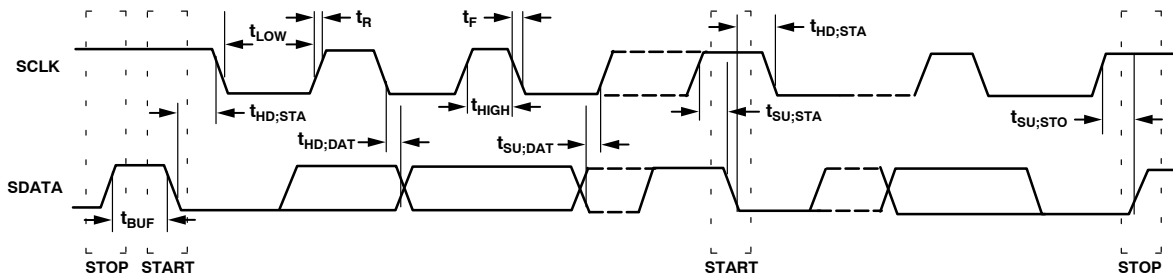 tR
tF
tLOW
tHD;STA
SCLK
tHD;STA
tHIGH
tSU;STA
tHD;DAT
tSU;DAT
tSU;STO
SDATA
tBUF
STOP START START STOP